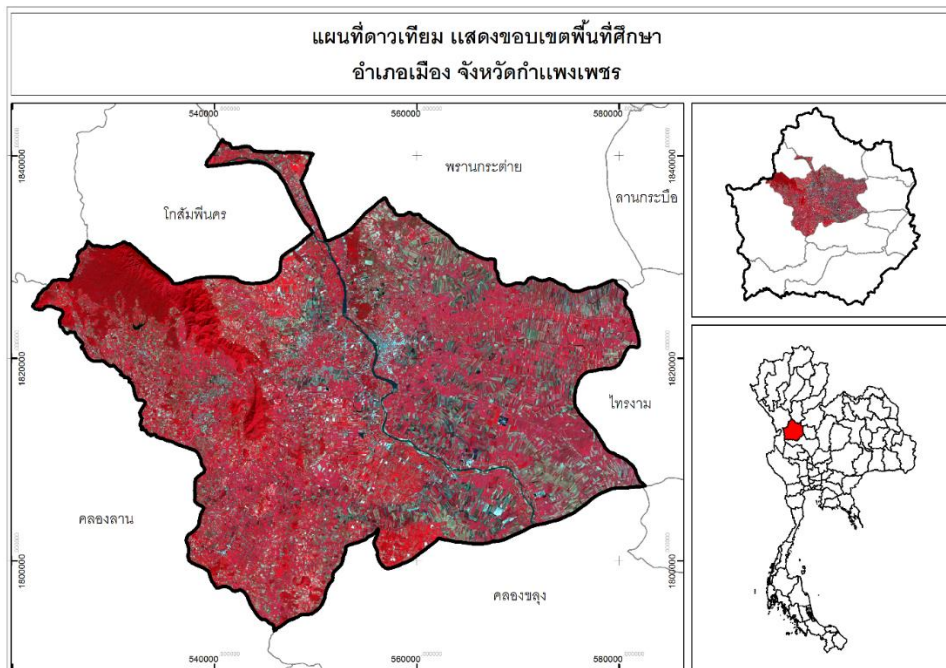 แผนที่ดาวเทียม แสดงขอบเขตพื้นที่ศึกษา
อำเภอเมือง จังหวัดกำแพงเพชร
540000 560000 580000
1840000 1840000
พรานกระต่าย
ลานกระบือ
โกสัมพีนคร
1820000 1820000
ไทรงาม
คลองลาน
1800000 1800000
คลองขลุง
540000 560000 580000